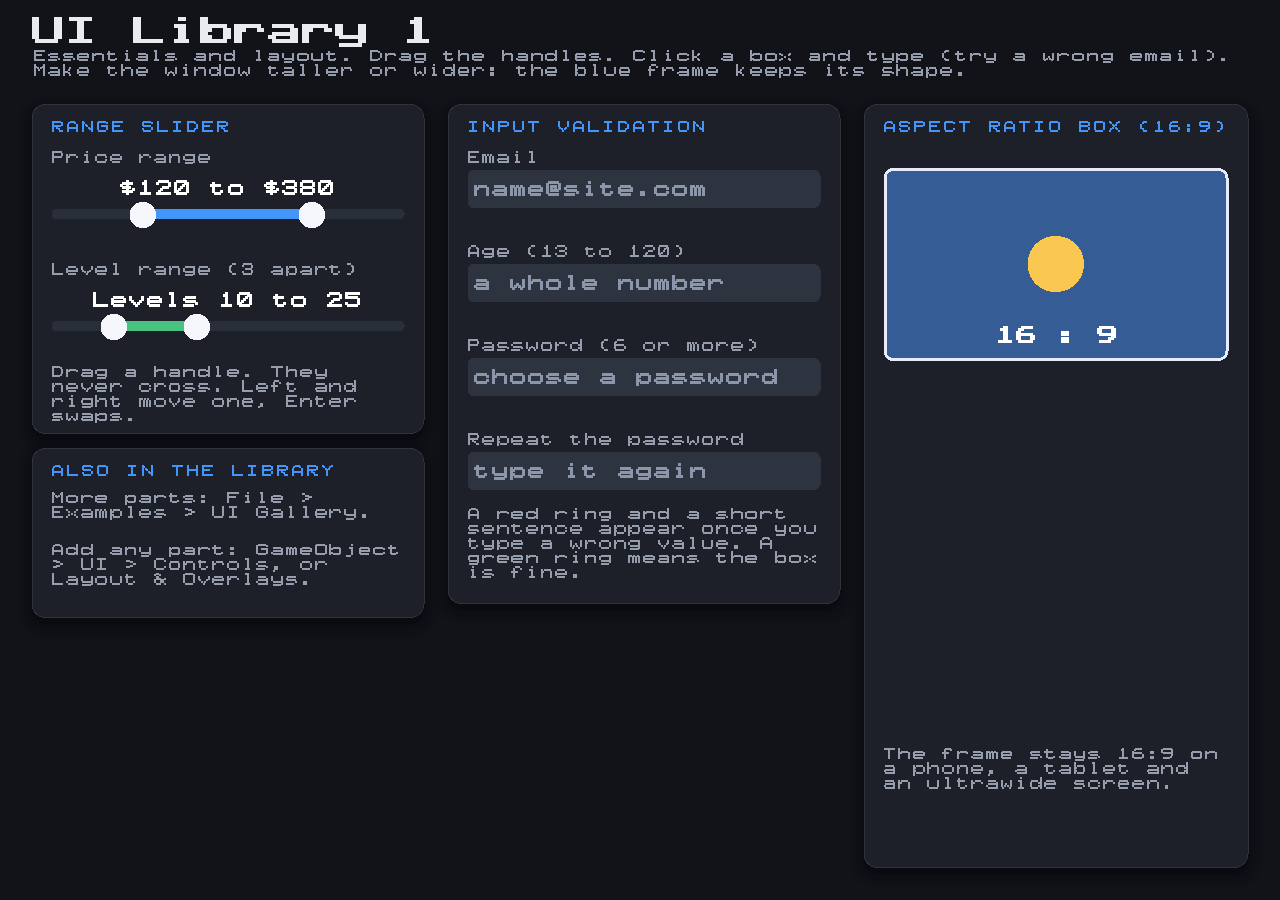 UI Library 1
Essentials and layout. Drag the handles. Click a box and type (try a wrong email).
Make the window taller or wider: the blue frame keeps its shape.
RANGE SLIDER
Price range
$120 to $380
Level range (3 apart)
Levels 10 to 25
Drag a handle. They
never cross. Left and
right move one, Enter
swaps.
ALSO IN THE LIBRARY
More parts: File >
Examples > UI Gallery.
Add any part: GameObject
> UI > Controls, or
Layout & Overlays.
INPUT VALIDATION
Email
name@site.com
Age (13 to 120)
a whole number
Password (6 or more)
choose a password
Repeat the password
type it again
A red ring and a short
sentence appear once you
type a wrong value. A
green ring means the box
is fine.
ASPECT RATIO BOX (16:9)
16 : 9
The frame stays 16:9 on
a phone, a tablet and
an ultrawide screen.